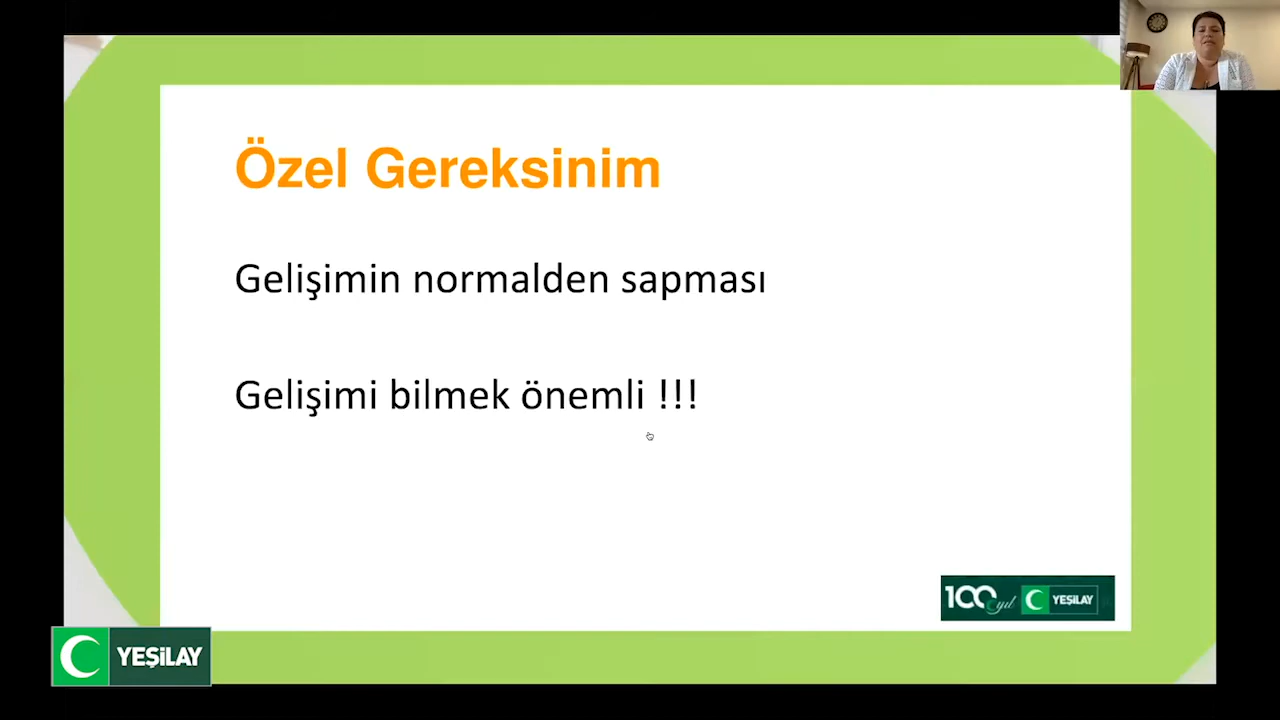 Özel Gereksinim
Gelişimin normalden sapması
Gelişimi bilmek önemli !!!
100.yıl YEŞİLAY
YEŞİLAY